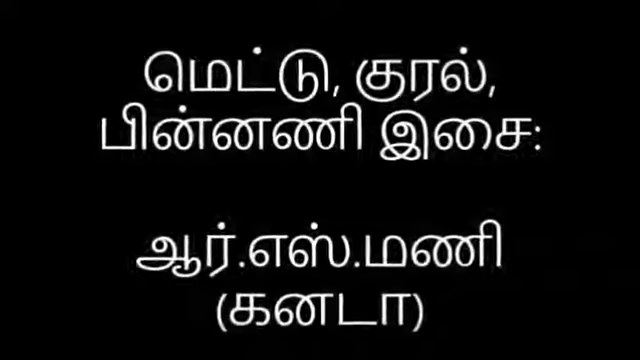 மெட்டு, குரல்,
பின்னணி இசை:
ஆர்.எஸ்.மணி
(கனடா)